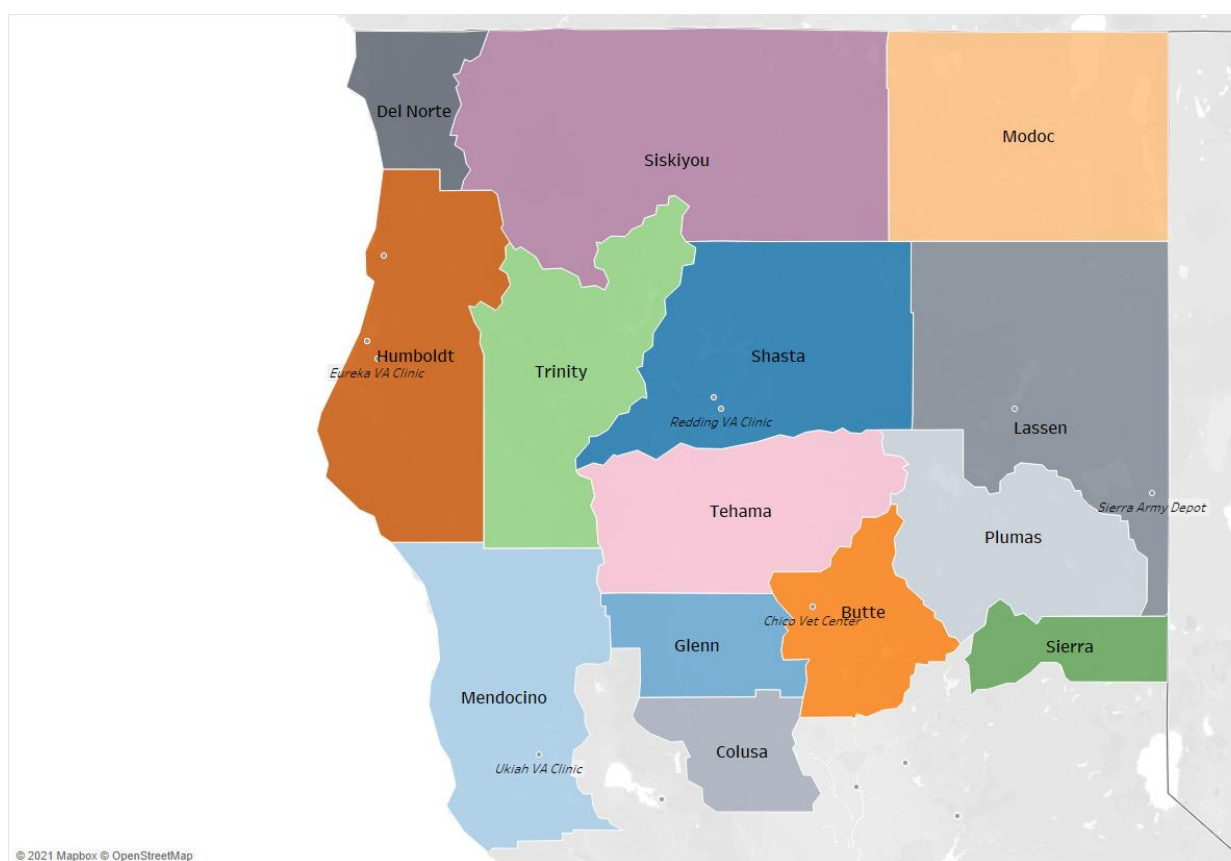 Del Norte
Siskiyou
Modoc
Humboldt
Eureka VA Clinic
Trinity
Shasta
Redding VA Clinic
Lassen
Sierra Army Depot
Tehama
Plumas
Chico Vet Center
Butte
Glenn
Sierra
Mendocino
Ukiah VA Clinic
Colusa
© 2021 Mapbox © OpenStreetMap